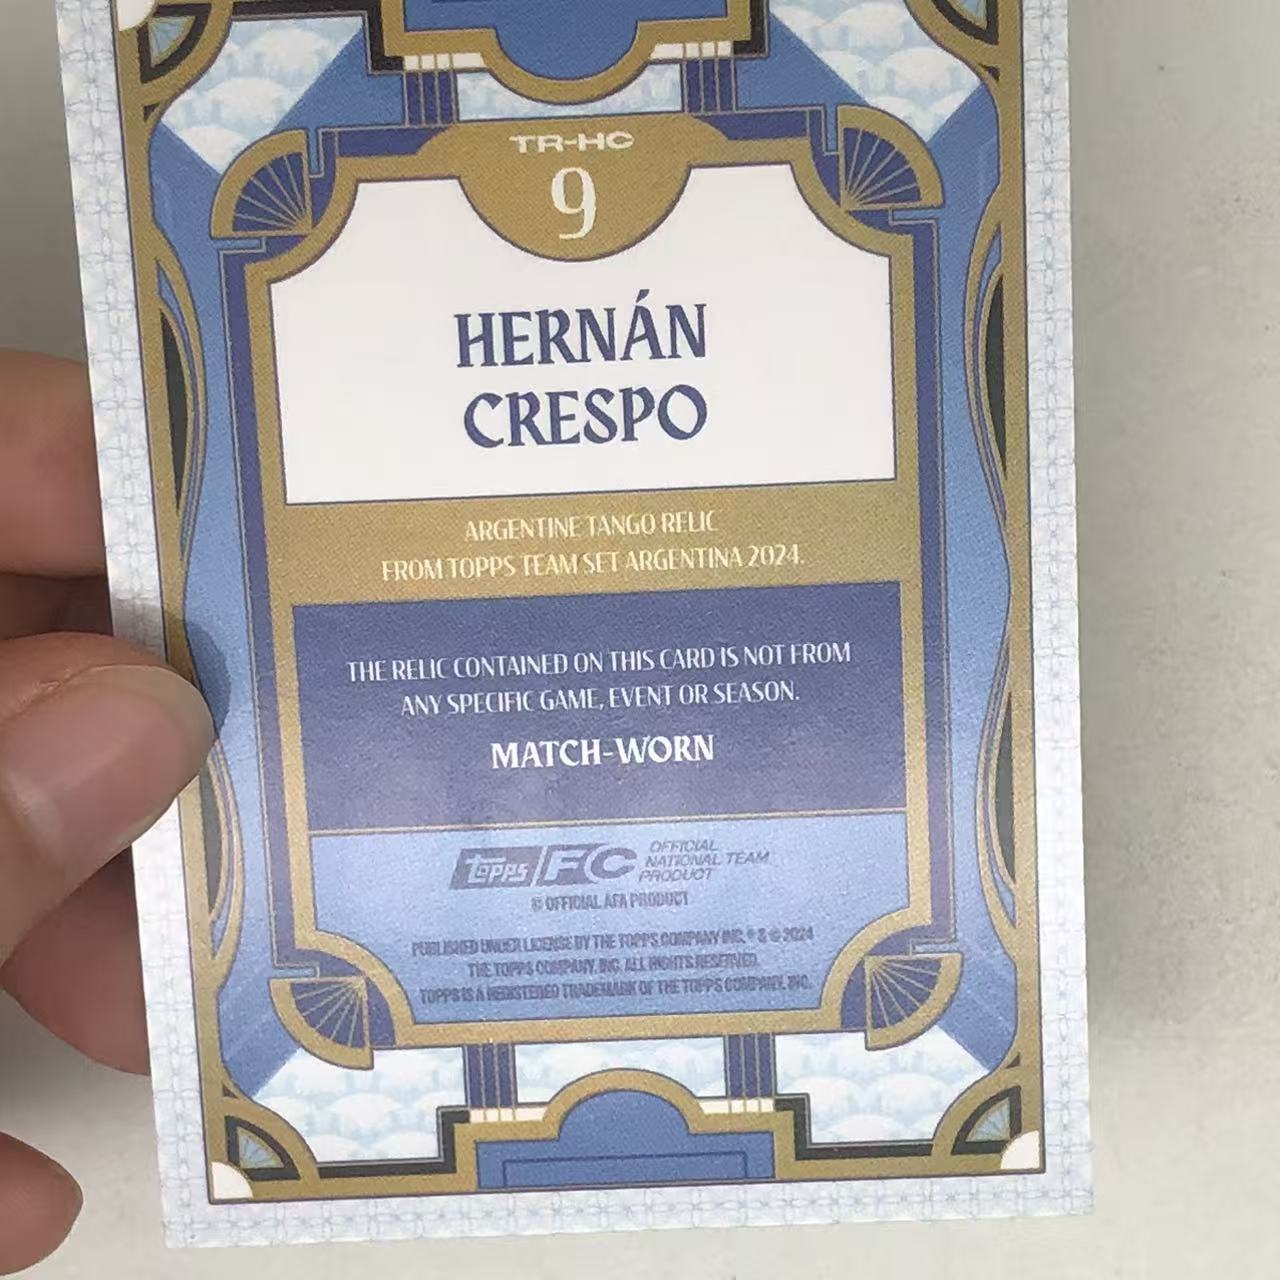 TR-HC
9
HERNÁN
CRESPO
ARGENTINE TANGO RELIC
FROM TOPPS TEAM SET ARGENTINA 2024.
THE RELIC CONTAINED ON THIS CARD IS NOT FROM
ANY SPECIFIC GAME, EVENT OR SEASON.
MATCH-WORN
topps FC
OFFICIAL
NATIONAL TEAM
PRODUCT
© OFFICIAL AFA PRODUCT
PUBLISHED UNDER LICENSE BY THE TOPPS COMPANY INC. ® & © 2024
THE TOPPS COMPANY, INC. ALL RIGHTS RESERVED.
TOPPS IS A REGISTERED TRADEMARK OF THE TOPPS COMPANY, INC.